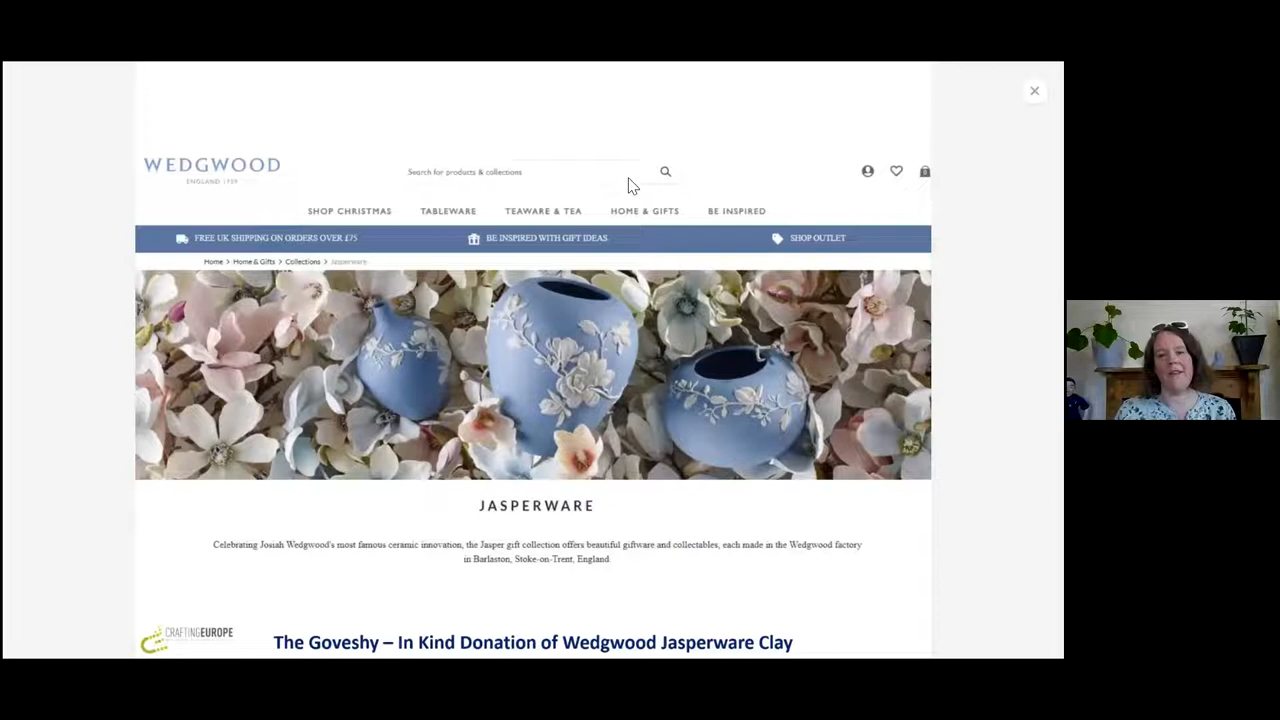 WEDGWOOD
ENGLAND 1759
Search for products & collections
SHOP CHRISTMAS TABLEWARE TEAWARE & TEA HOME & GIFTS BE INSPIRED
FREE UK SHIPPING ON ORDERS OVER £75 BE INSPIRED WITH GIFT IDEAS SHOP OUTLET
Home > Home & Gifts > Collections > Jasperware
JASPERWARE
Celebrating Josiah Wedgwood's most famous ceramic innovation, the Jasper gift collection offers beautiful giftware and collectables, each made in the Wedgwood factory
in Barlaston, Stoke-on-Trent, England.
CRAFTINGEUROPE
The Goveshy – In Kind Donation of Wedgwood Jasperware Clay